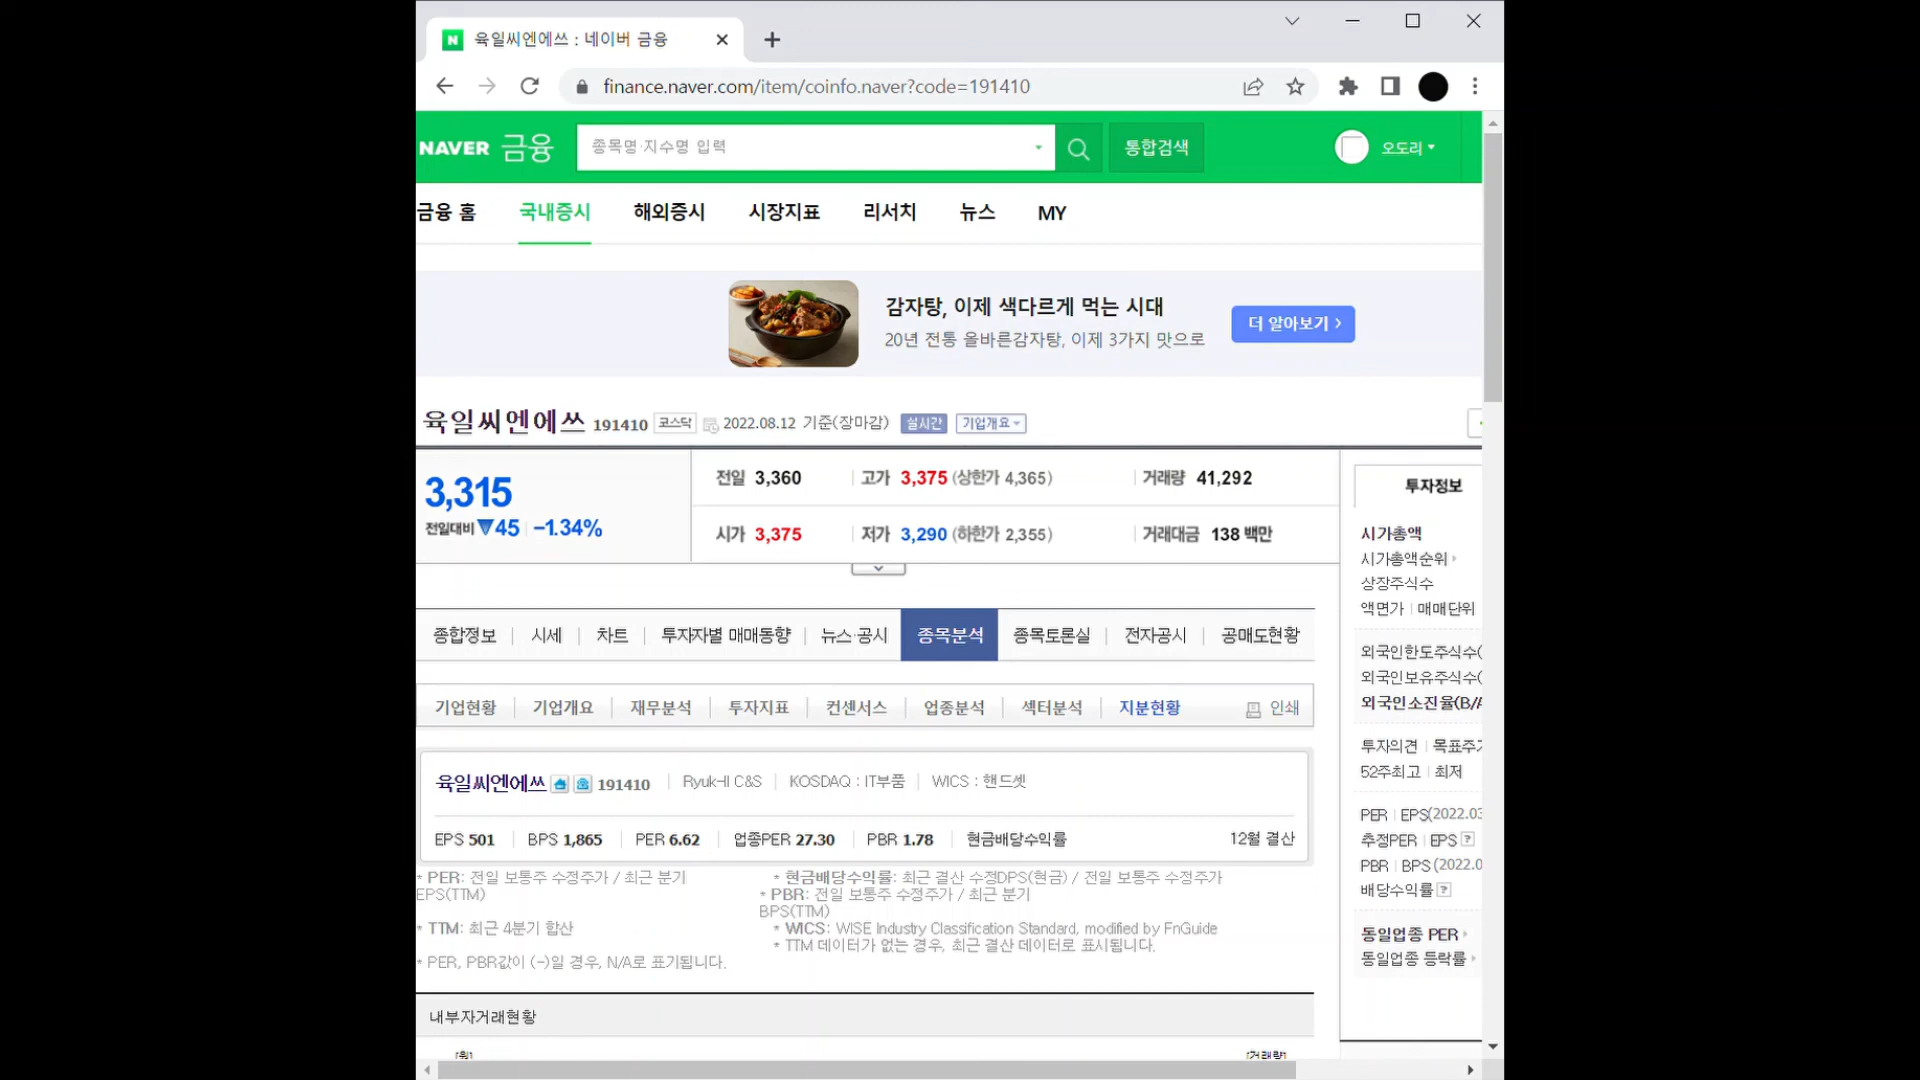 육일씨엔에쓰 : 네이버 금융
finance.naver.com/item/coinfo.naver?code=191410
NAVER 금융 종목명·지수명 입력 통합검색 오도리
금융 홈 국내증시 해외증시 시장지표 리서치 뉴스 MY
감자탕, 이제 색다르게 먹는 시대
20년 전통 올바른감자탕, 이제 3가지 맛으로
더 알아보기 >
육일씨엔에쓰 191410 코스닥 2022.08.12 기준(장마감) 실시간 기업개요
3,315
전일대비 ▼45 -1.34%
전일 3,360 고가 3,375 (상한가 4,365) 거래량 41,292
시가 3,375 저가 3,290 (하한가 2,355) 거래대금 138 백만
종합정보 시세 차트 투자자별 매매동향 뉴스·공시 종목분석 종목토론실 전자공시 공매도현황
기업현황 기업개요 재무분석 투자지표 컨센서스 업종분석 섹터분석 지분현황 인쇄
육일씨엔에쓰 191410 Ryuk-Il C&S KOSDAQ : IT부품 WICS : 핸드셋
EPS 501 BPS 1,865 PER 6.62 업종PER 27.30 PBR 1.78 현금배당수익률 12월 결산
* PER: 전일 보통주 수정주가 / 최근 분기
EPS(TTM)
* TTM: 최근 4분기 합산
* PER, PBR값이 (-)일 경우, N/A로 표기됩니다.
* 현금배당수익률: 최근 결산 수정DPS(현금) / 전일 보통주 수정주가
* PBR: 전일 보통주 수정주가 / 최근 분기
BPS(TTM)
* WICS: WISE Industry Classification Standard, modified by FnGuide
* TTM 데이터가 없는 경우, 최근 결산 데이터로 표시됩니다.
내부자거래현황
[원] [거래량]
투자정보
시가총액
시가총액순위
상장주식수
액면가 매매단위
외국인한도주식수(
외국인보유주식수(
외국인소진율(B/A
투자의견 목표주가
52주최고 최저
PER EPS(2022.03
추정PER EPS ?
PBR BPS (2022.0
배당수익률 ?
동일업종 PER
동일업종 등락률